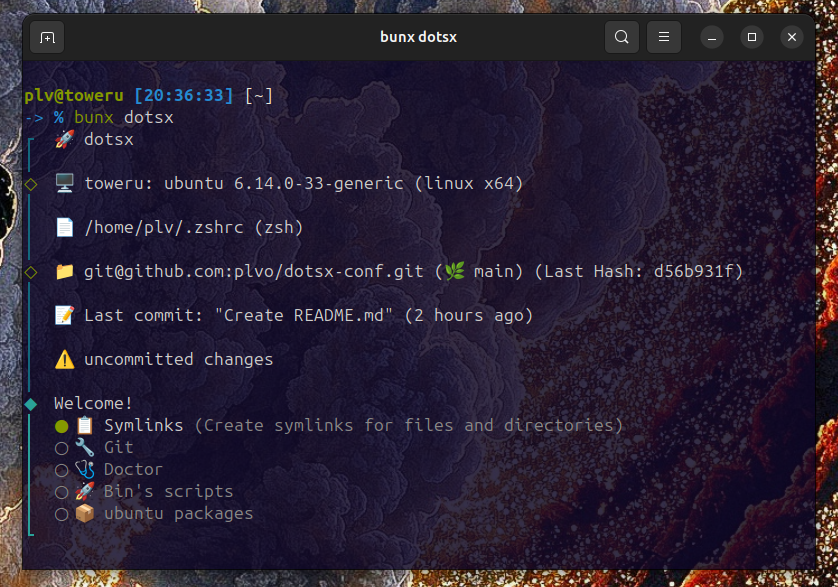 bunx dotsx
plv@toweru [20:36:33] [~]
-> % bunx dotsx
🚀 dotsx
🖥️ toweru: ubuntu 6.14.0-33-generic (linux x64)
📄 /home/plv/.zshrc (zsh)
📁 git@github.com:plvo/dotsx-conf.git (🌿 main) (Last Hash: d56b931f)
📝 Last commit: "Create README.md" (2 hours ago)
⚠️ uncommitted changes
Welcome!
● 📋 Symlinks (Create symlinks for files and directories)
○ 🔧 Git
○ 🩺 Doctor
○ 🚀 Bin's scripts
○ 📦 ubuntu packages